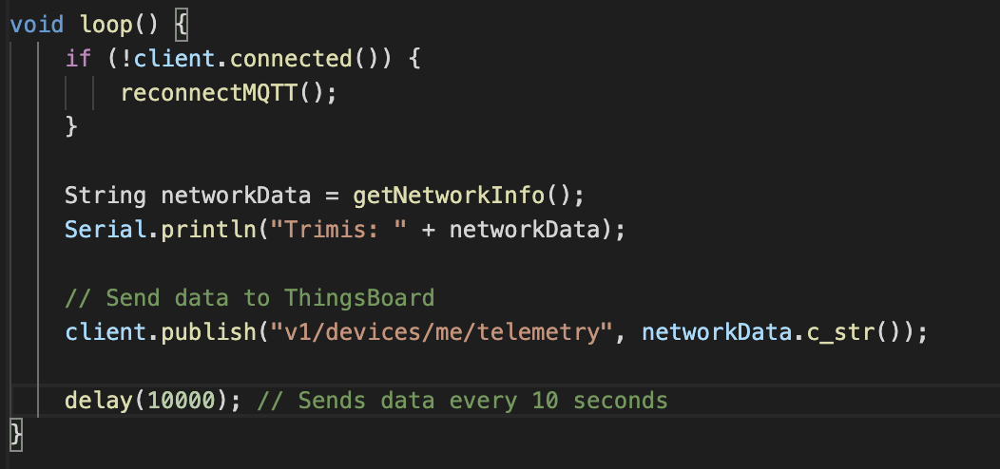 void loop() {
if (!client.connected()) {
reconnectMQTT();
}
String networkData = getNetworkInfo();
Serial.println("Trimis: " + networkData);
// Send data to ThingsBoard
client.publish("v1/devices/me/telemetry", networkData.c_str());
delay(10000); // Sends data every 10 seconds
}